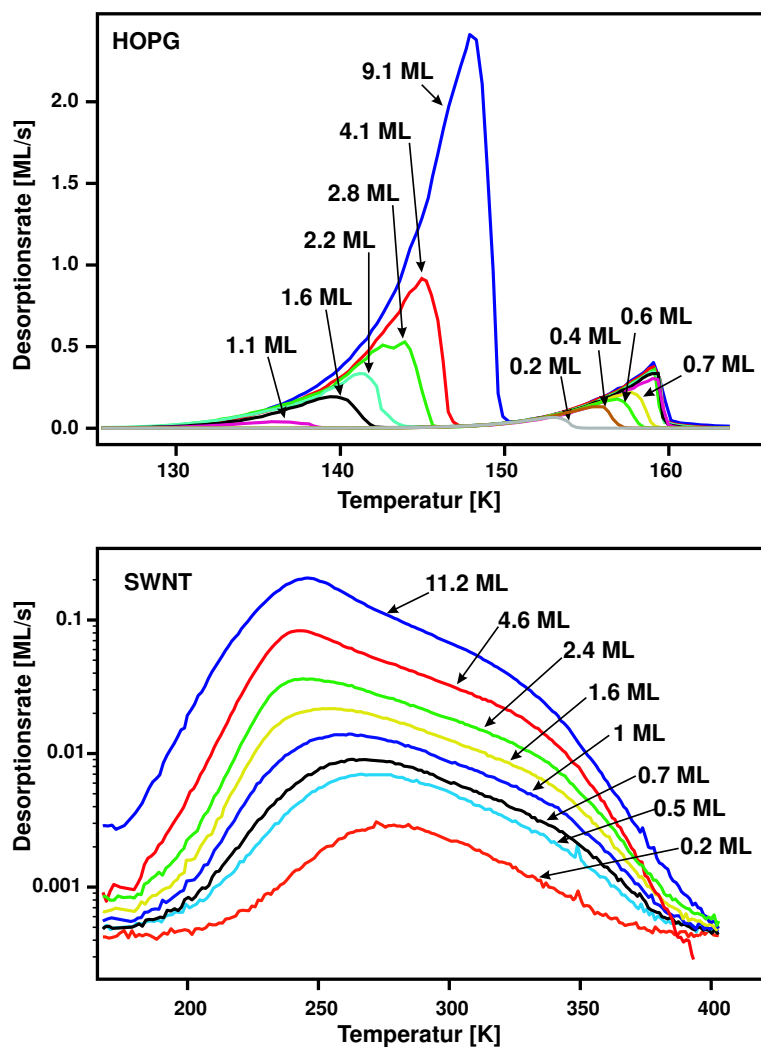 HOPG
9.1 ML
4.1 ML
2.8 ML
2.2 ML
1.6 ML
1.1 ML
0.2 ML
0.4 ML
0.6 ML
0.7 ML
Desorptionsrate [ML/s]
2.0
1.5
1.0
0.5
0.0
130 140 150 160
Temperatur [K]
SWNT
11.2 ML
4.6 ML
2.4 ML
1.6 ML
1 ML
0.7 ML
0.5 ML
0.2 ML
Desorptionsrate [ML/s]
0.1
0.01
0.001
200 250 300 350 400
Temperatur [K]